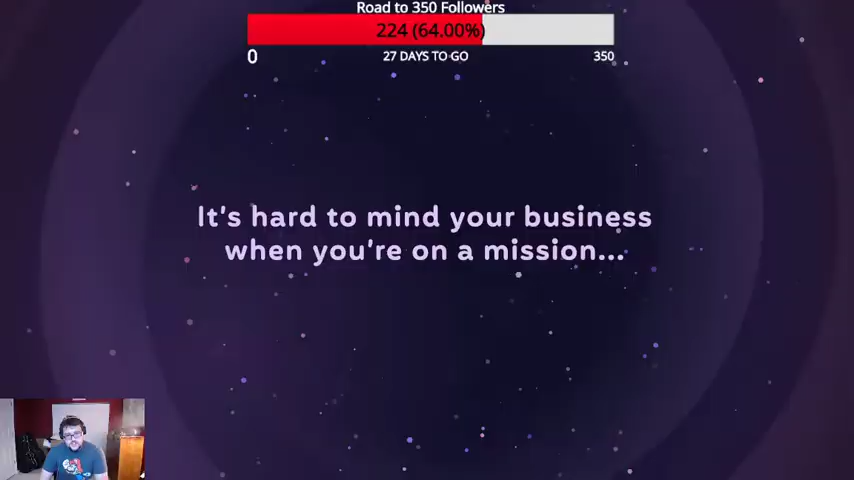 Road to 350 Followers
224 (64.00%)
0 27 DAYS TO GO 350
It's hard to mind your business
when you're on a mission...